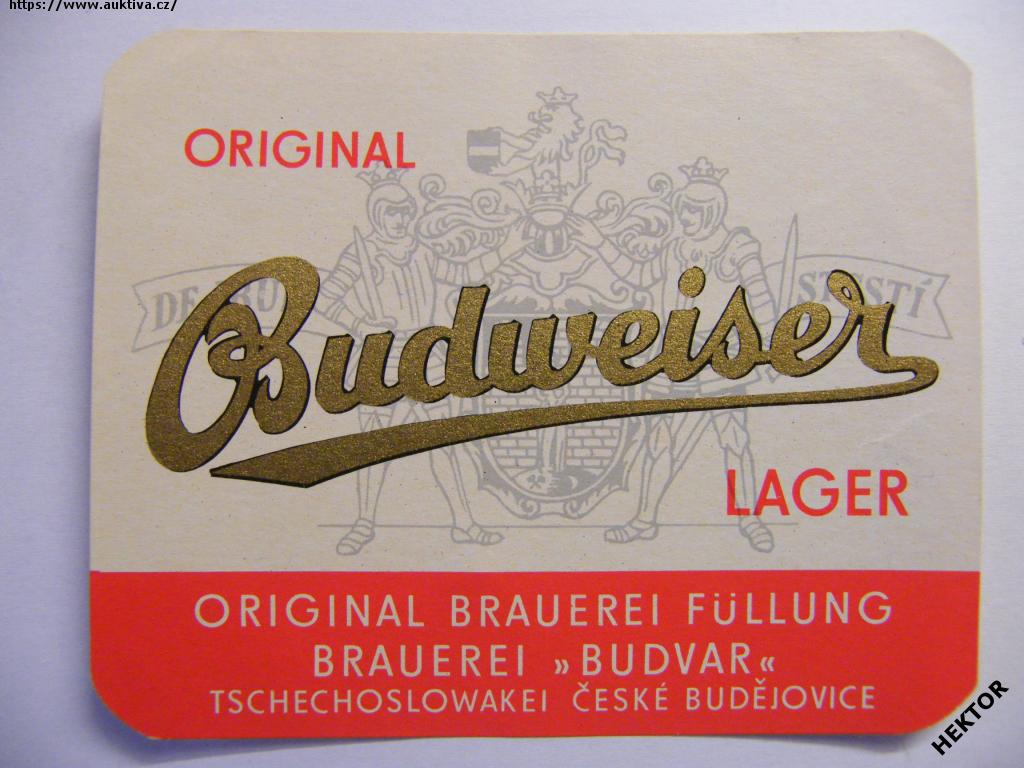 https://www.auktiva.cz/
ORIGINAL
Budweiser
LAGER
ORIGINAL BRAUEREI FÜLLUNG
BRAUEREI »BUDVAR«
TSCHECHOSLOWAKEI ČESKÉ BUDĚJOVICE
HEKTOR